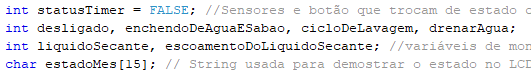 int statusTimer = FALSE; //Sensores e botão que trocam de estado c
int desligado, enchendoDeAguaESabao, cicloDeLavagem, drenarAgua;
int liquidoSecante, escoamentoDoLiquidoSecante; //variáveis de mon
char estadoMes[15]; // String usada para demostrar o estado no LCD